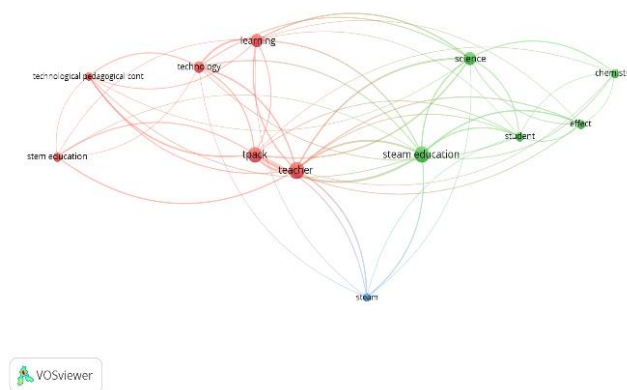 learning
science
technology
chemist
technological pedagogical cont
effect
student
stem education
tpack
steam education
teacher
steam
VOSviewer